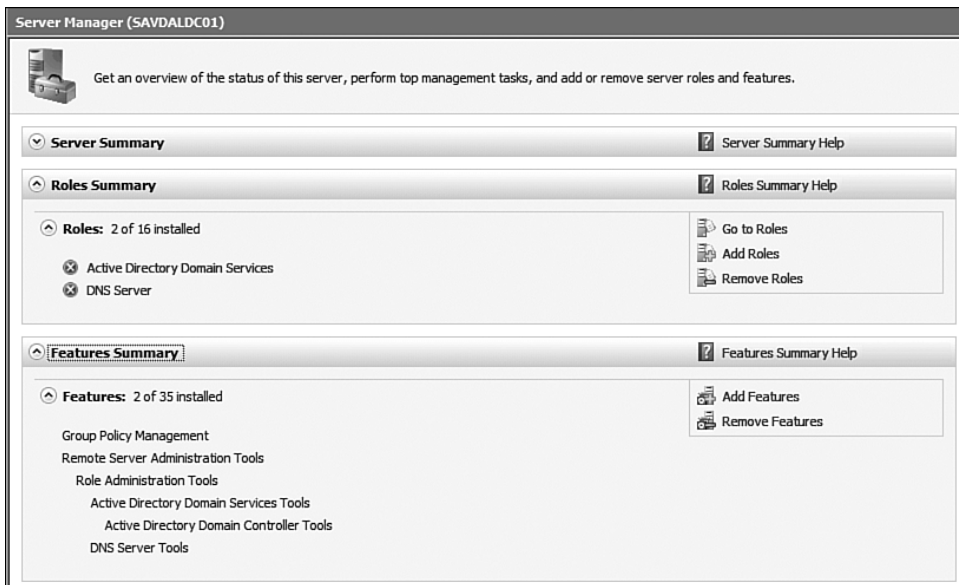 Server Manager (SAVDALDC01)
Get an overview of the status of this server, perform top management tasks, and add or remove server roles and features.
Server Summary
Server Summary Help
Roles Summary
Roles Summary Help
Roles: 2 of 16 installed
Active Directory Domain Services
DNS Server
Go to Roles
Add Roles
Remove Roles
Features Summary
Features Summary Help
Features: 2 of 35 installed
Group Policy Management
Remote Server Administration Tools
Role Administration Tools
Active Directory Domain Services Tools
Active Directory Domain Controller Tools
DNS Server Tools
Add Features
Remove Features